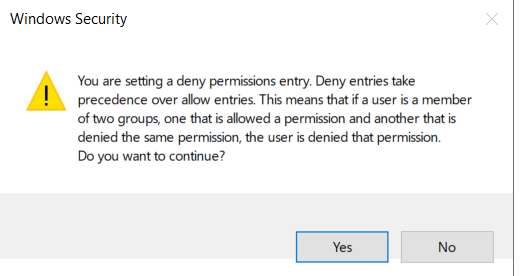 Windows Security
You are setting a deny permissions entry. Deny entries take
precedence over allow entries. This means that if a user is a member
of two groups, one that is allowed a permission and another that is
denied the same permission, the user is denied that permission.
Do you want to continue?
Yes
No